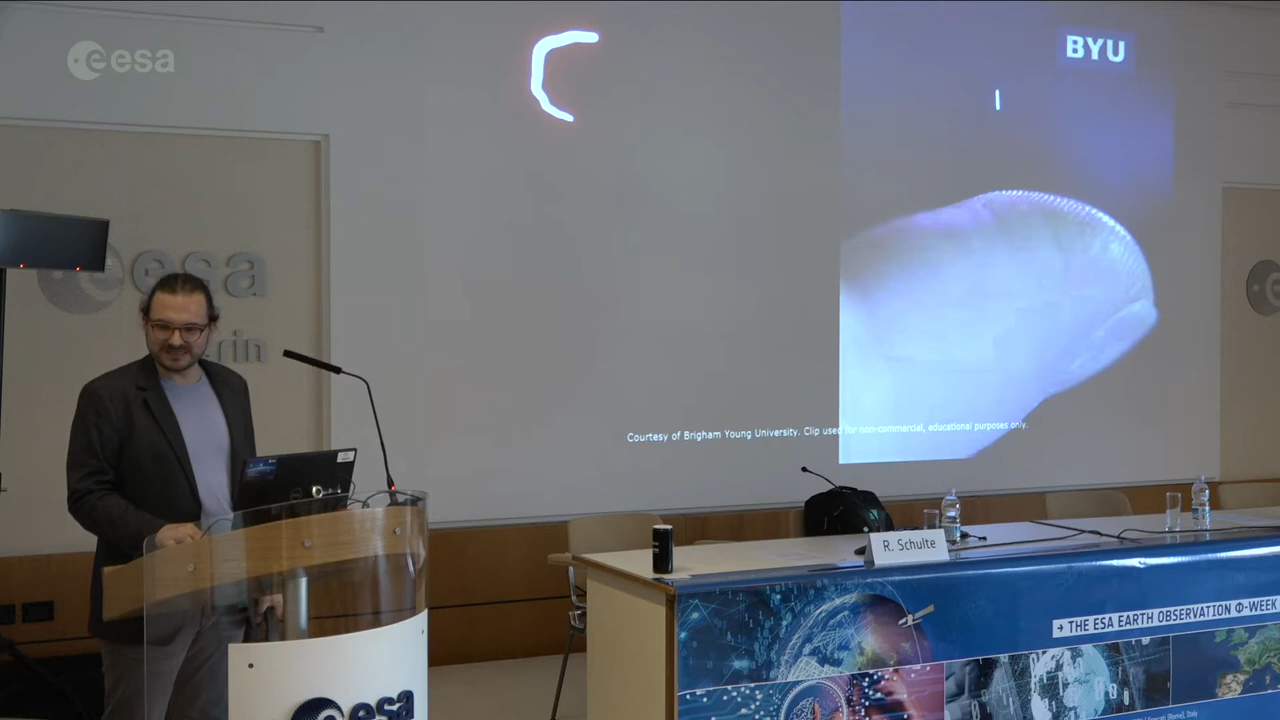 esa
BYU
esa
rin
Courtesy of Brigham Young University. Clip used for non-commercial, educational purposes only.
R. Schulte
→ THE ESA EARTH OBSERVATION Φ-WEEK
esa